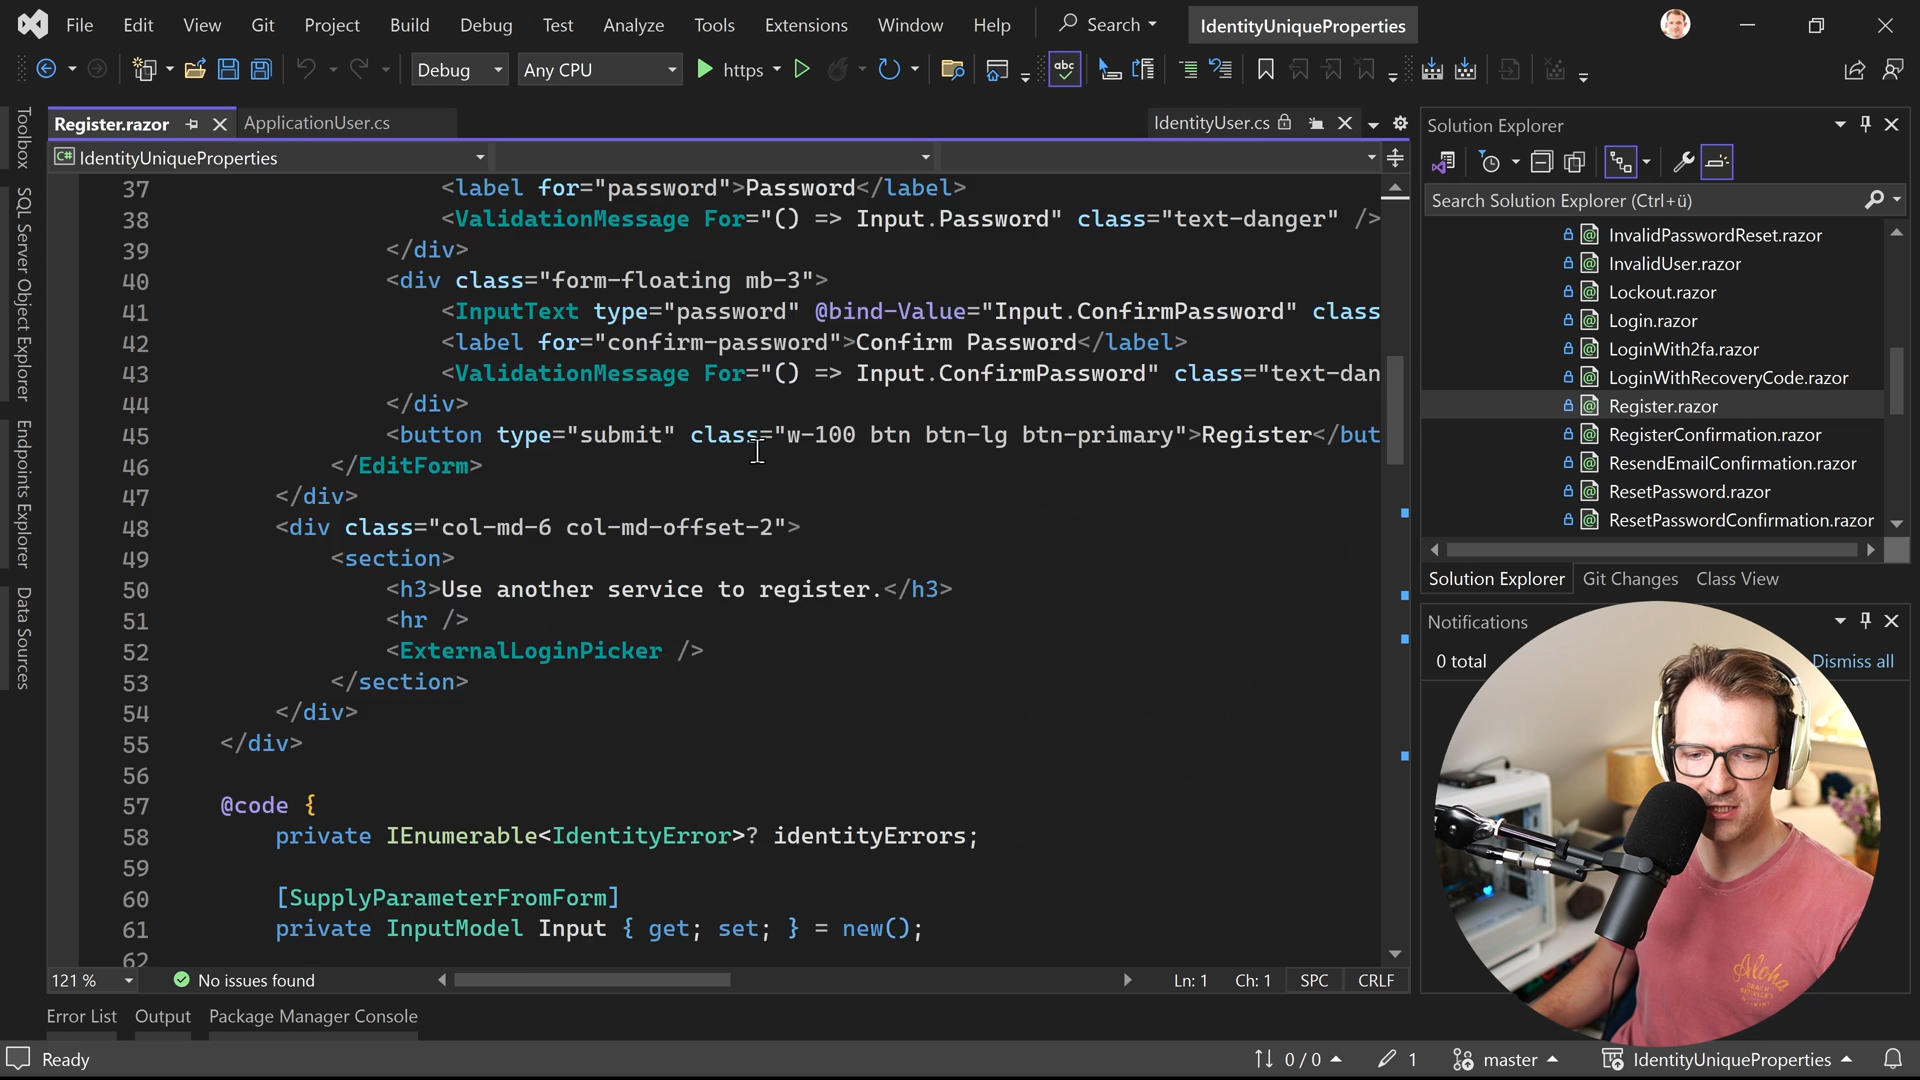 File Edit View Git Project Build Debug Test Analyze Tools Extensions Window Help Search IdentityUniqueProperties
Debug Any CPU https abc
Toolbox
SQL Server Object Explorer
Endpoints Explorer
Data Sources
Register.razor ApplicationUser.cs IdentityUser.cs
C# IdentityUniqueProperties
37 <label for="password">Password</label>
38 <ValidationMessage For="() => Input.Password" class="text-danger" />
39 </div>
40 <div class="form-floating mb-3">
41 <InputText type="password" @bind-Value="Input.ConfirmPassword" class
42 <label for="confirm-password">Confirm Password</label>
43 <ValidationMessage For="() => Input.ConfirmPassword" class="text-dan
44 </div>
45 <button type="submit" class="w-100 btn btn-lg btn-primary">Register</but
46 </EditForm>
47 </div>
48 <div class="col-md-6 col-md-offset-2">
49 <section>
50 <h3>Use another service to register.</h3>
51 <hr />
52 <ExternalLoginPicker />
53 </section>
54 </div>
55 </div>
56
57 @code {
58 private IEnumerable<IdentityError>? identityErrors;
59
60 [SupplyParameterFromForm]
61 private InputModel Input { get; set; } = new();
62
121 % No issues found Ln: 1 Ch: 1 SPC CRLF
Error List Output Package Manager Console
Solution Explorer
Search Solution Explorer (Ctrl+ü)
InvalidPasswordReset.razor
InvalidUser.razor
Lockout.razor
Login.razor
LoginWith2fa.razor
LoginWithRecoveryCode.razor
Register.razor
RegisterConfirmation.razor
ResendEmailConfirmation.razor
ResetPassword.razor
ResetPasswordConfirmation.razor
Solution Explorer Git Changes Class View
Notifications
0 total Dismiss all
Aloha
Ready 0 / 0 1 master IdentityUniqueProperties